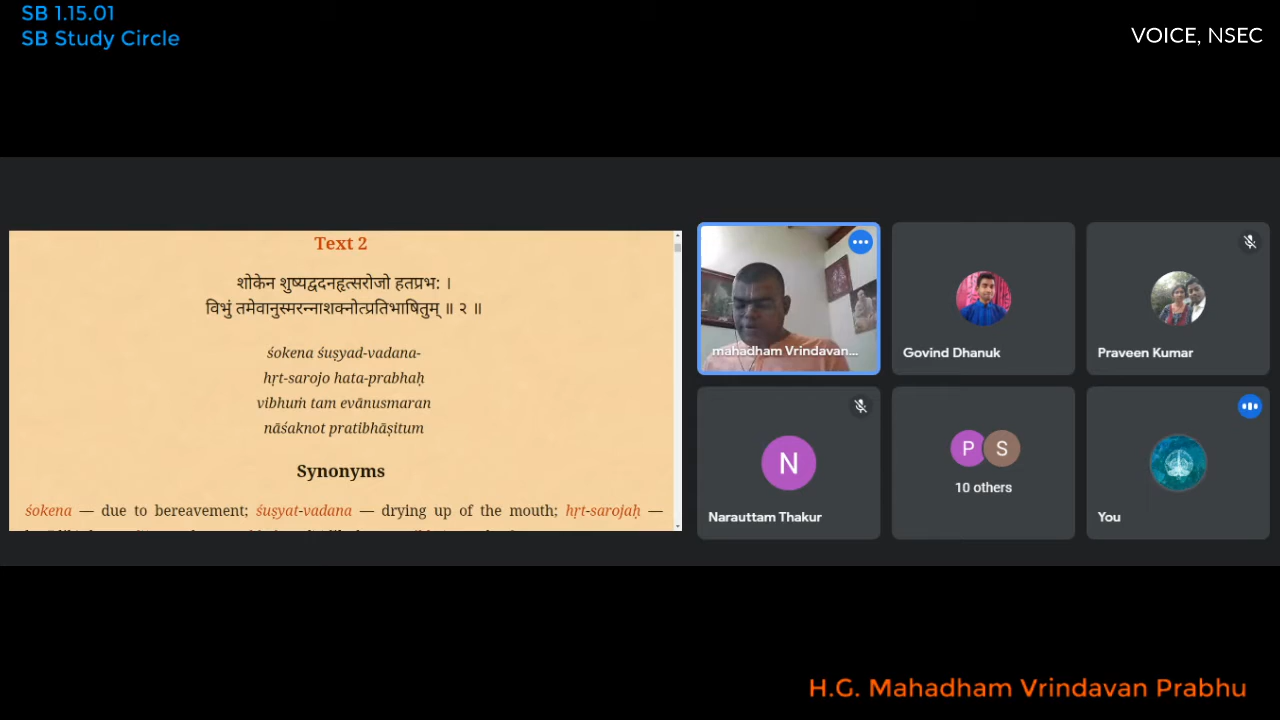 SB 1.15.01
SB Study Circle
VOICE, NSEC
Text 2
शोकेन शुष्यद्वदनहृत्सरोजो हतप्रभ: ।
विभुं तमेवानुस्मरन्नाशक्नोत्प्रतिभाषितुम् ॥ २ ॥
śokena śuṣyad-vadana-
hṛt-sarojo hata-prabhaḥ
vibhuṁ tam evānusmaran
nāśaknot pratibhāṣitum
Synonyms
śokena — due to bereavement; śuṣyat-vadana — drying up of the mouth; hṛt-sarojaḥ —
mahadham Vrindavan...
Govind Dhanuk
Praveen Kumar
N
Narauttam Thakur
P S
10 others
You
H.G. Mahadham Vrindavan Prabhu